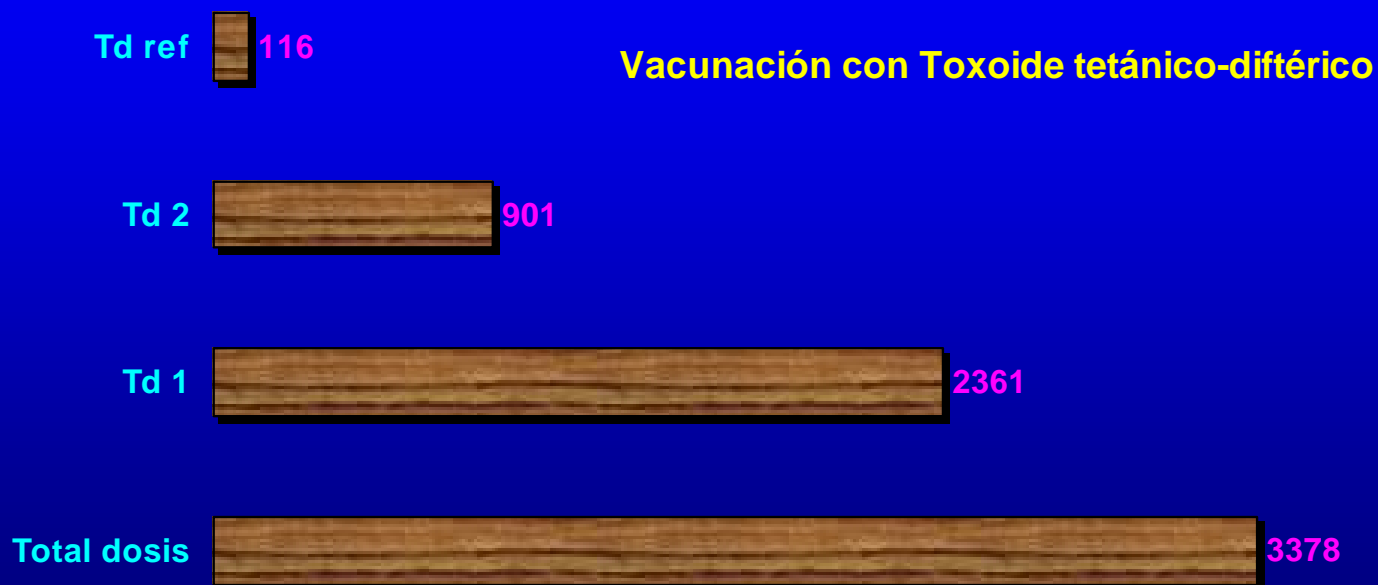 Td ref 116
Vacunación con Toxoide tetánico-diftérico
Td 2 901
Td 1 2361
Total dosis 3378